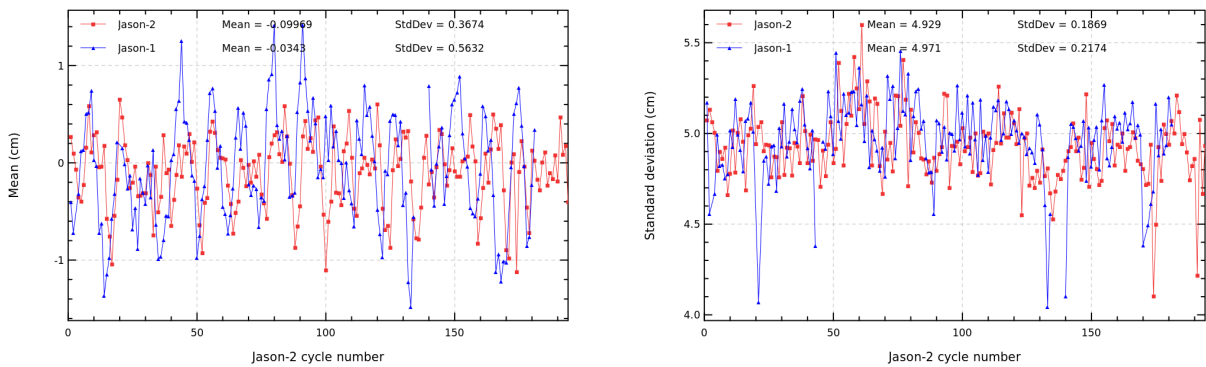 Jason-2 Mean = -0.09969 StdDev = 0.3674
Jason-1 Mean = -0.0343 StdDev = 0.5632
Mean (cm)
1
0
-1
0 50 100 150
Jason-2 cycle number
Jason-2 Mean = 4.929 StdDev = 0.1869
Jason-1 Mean = 4.971 StdDev = 0.2174
Standard deviation (cm)
5.5
5.0
4.5
4.0
0 50 100 150
Jason-2 cycle number